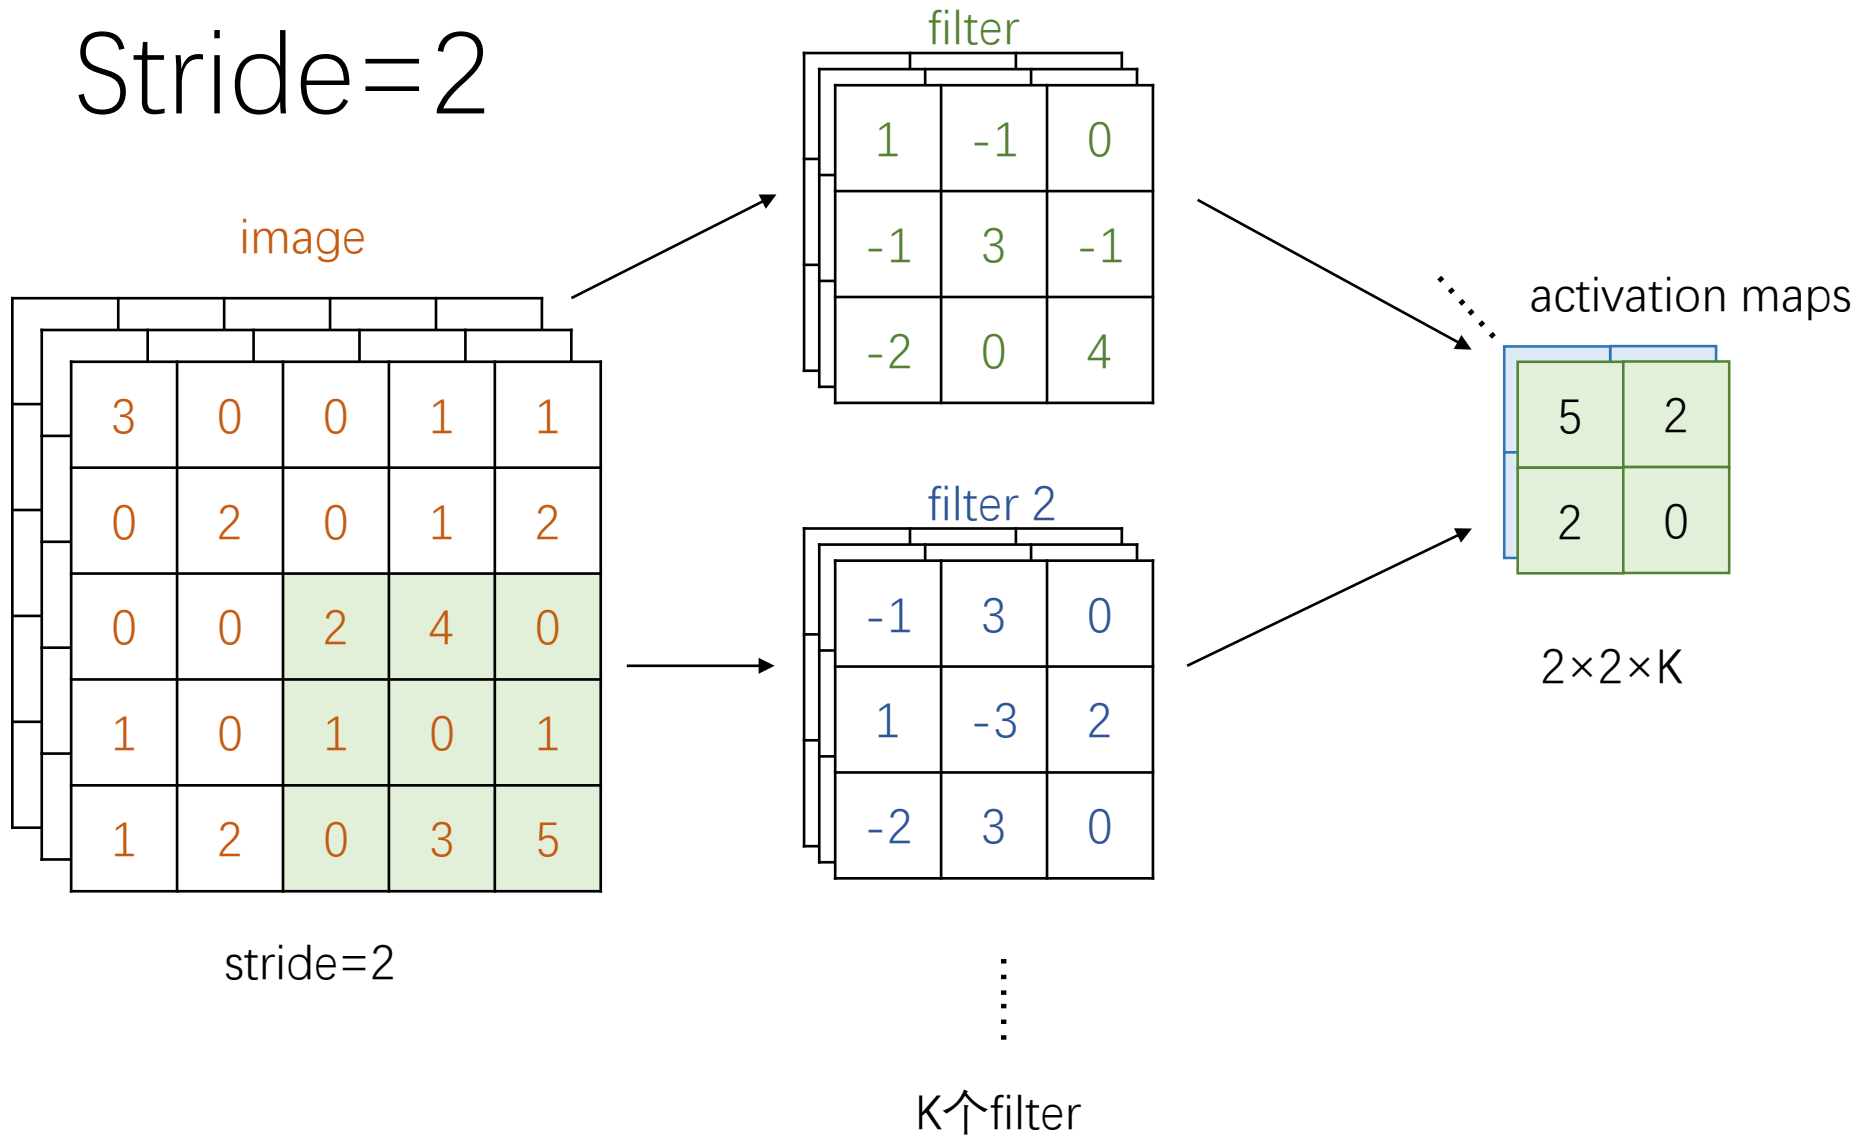 Stride=2
image
3 0 0 1 1
0 2 0 1 2
0 0 2 4 0
1 0 1 0 1
1 2 0 3 5
stride=2
filter
1 -1 0
-1 3 -1
-2 0 4
filter 2
-1 3 0
1 -3 2
-2 3 0
K个filter
activation maps
5 2
2 0
2×2×K